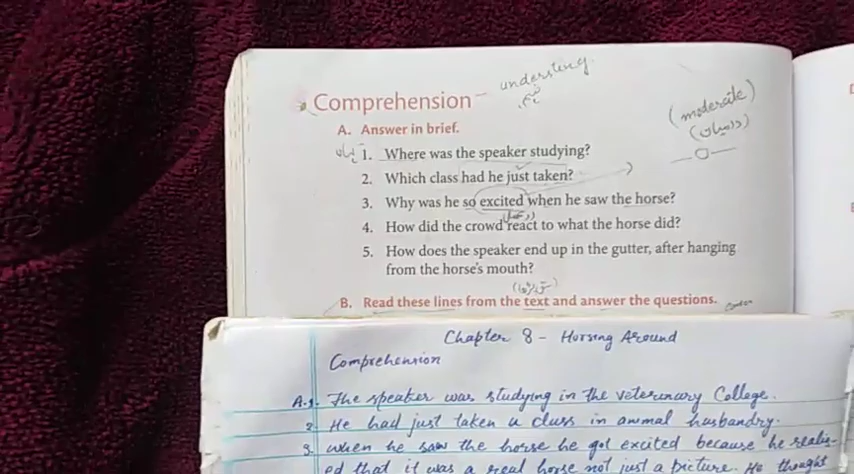 Comprehension
understing
(moderate)
A. Answer in brief.
1. Where was the speaker studying?
2. Which class had he just taken?
3. Why was he so excited when he saw the horse?
4. How did the crowd react to what the horse did?
5. How does the speaker end up in the gutter, after hanging
from the horse's mouth?
B. Read these lines from the text and answer the questions.
Chapter 8 - Horsing Around
Comprehension
A.1. The speaker was studying in the veterinary College.
2. He had just taken a class in animal husbandry.
3. when he saw the horse he got excited because he realis-
ed that it was a real horse not just a picture. He thought